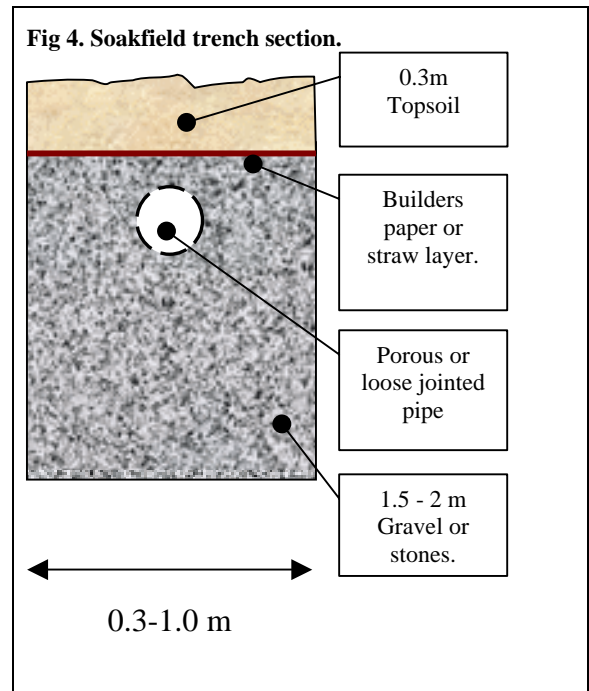 Fig 4. Soakfield trench section.
0.3m
Topsoil
Builders
paper or
straw layer.
Porous or
loose jointed
pipe
1.5 - 2 m
Gravel or
stones.
0.3-1.0 m